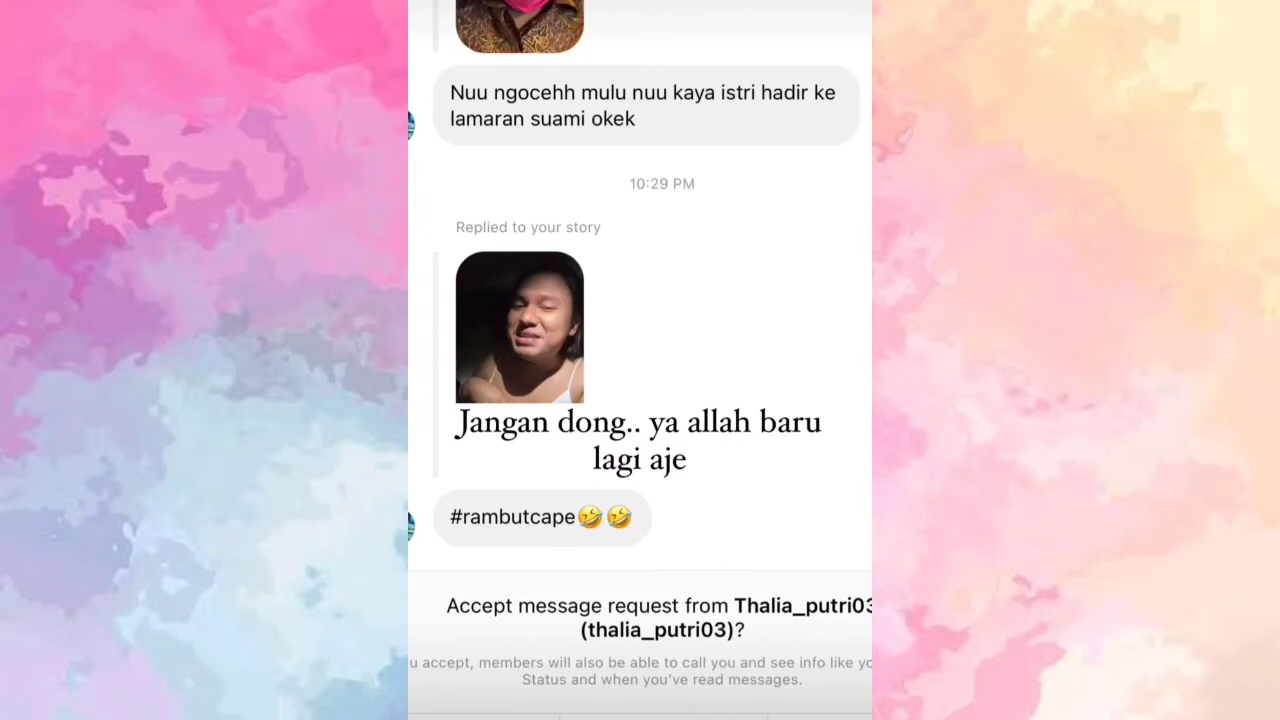 Nuu ngocehh mulu nuu kaya istri hadir ke
lamaran suami okek
10:29 PM
Replied to your story
Jangan dong.. ya allah baru
lagi aje
#rambutcape🤣🤣
Accept message request from Thalia_putri03
(thalia_putri03)?
accept, members will also be able to call you and see info like
Status and when you've read messages.